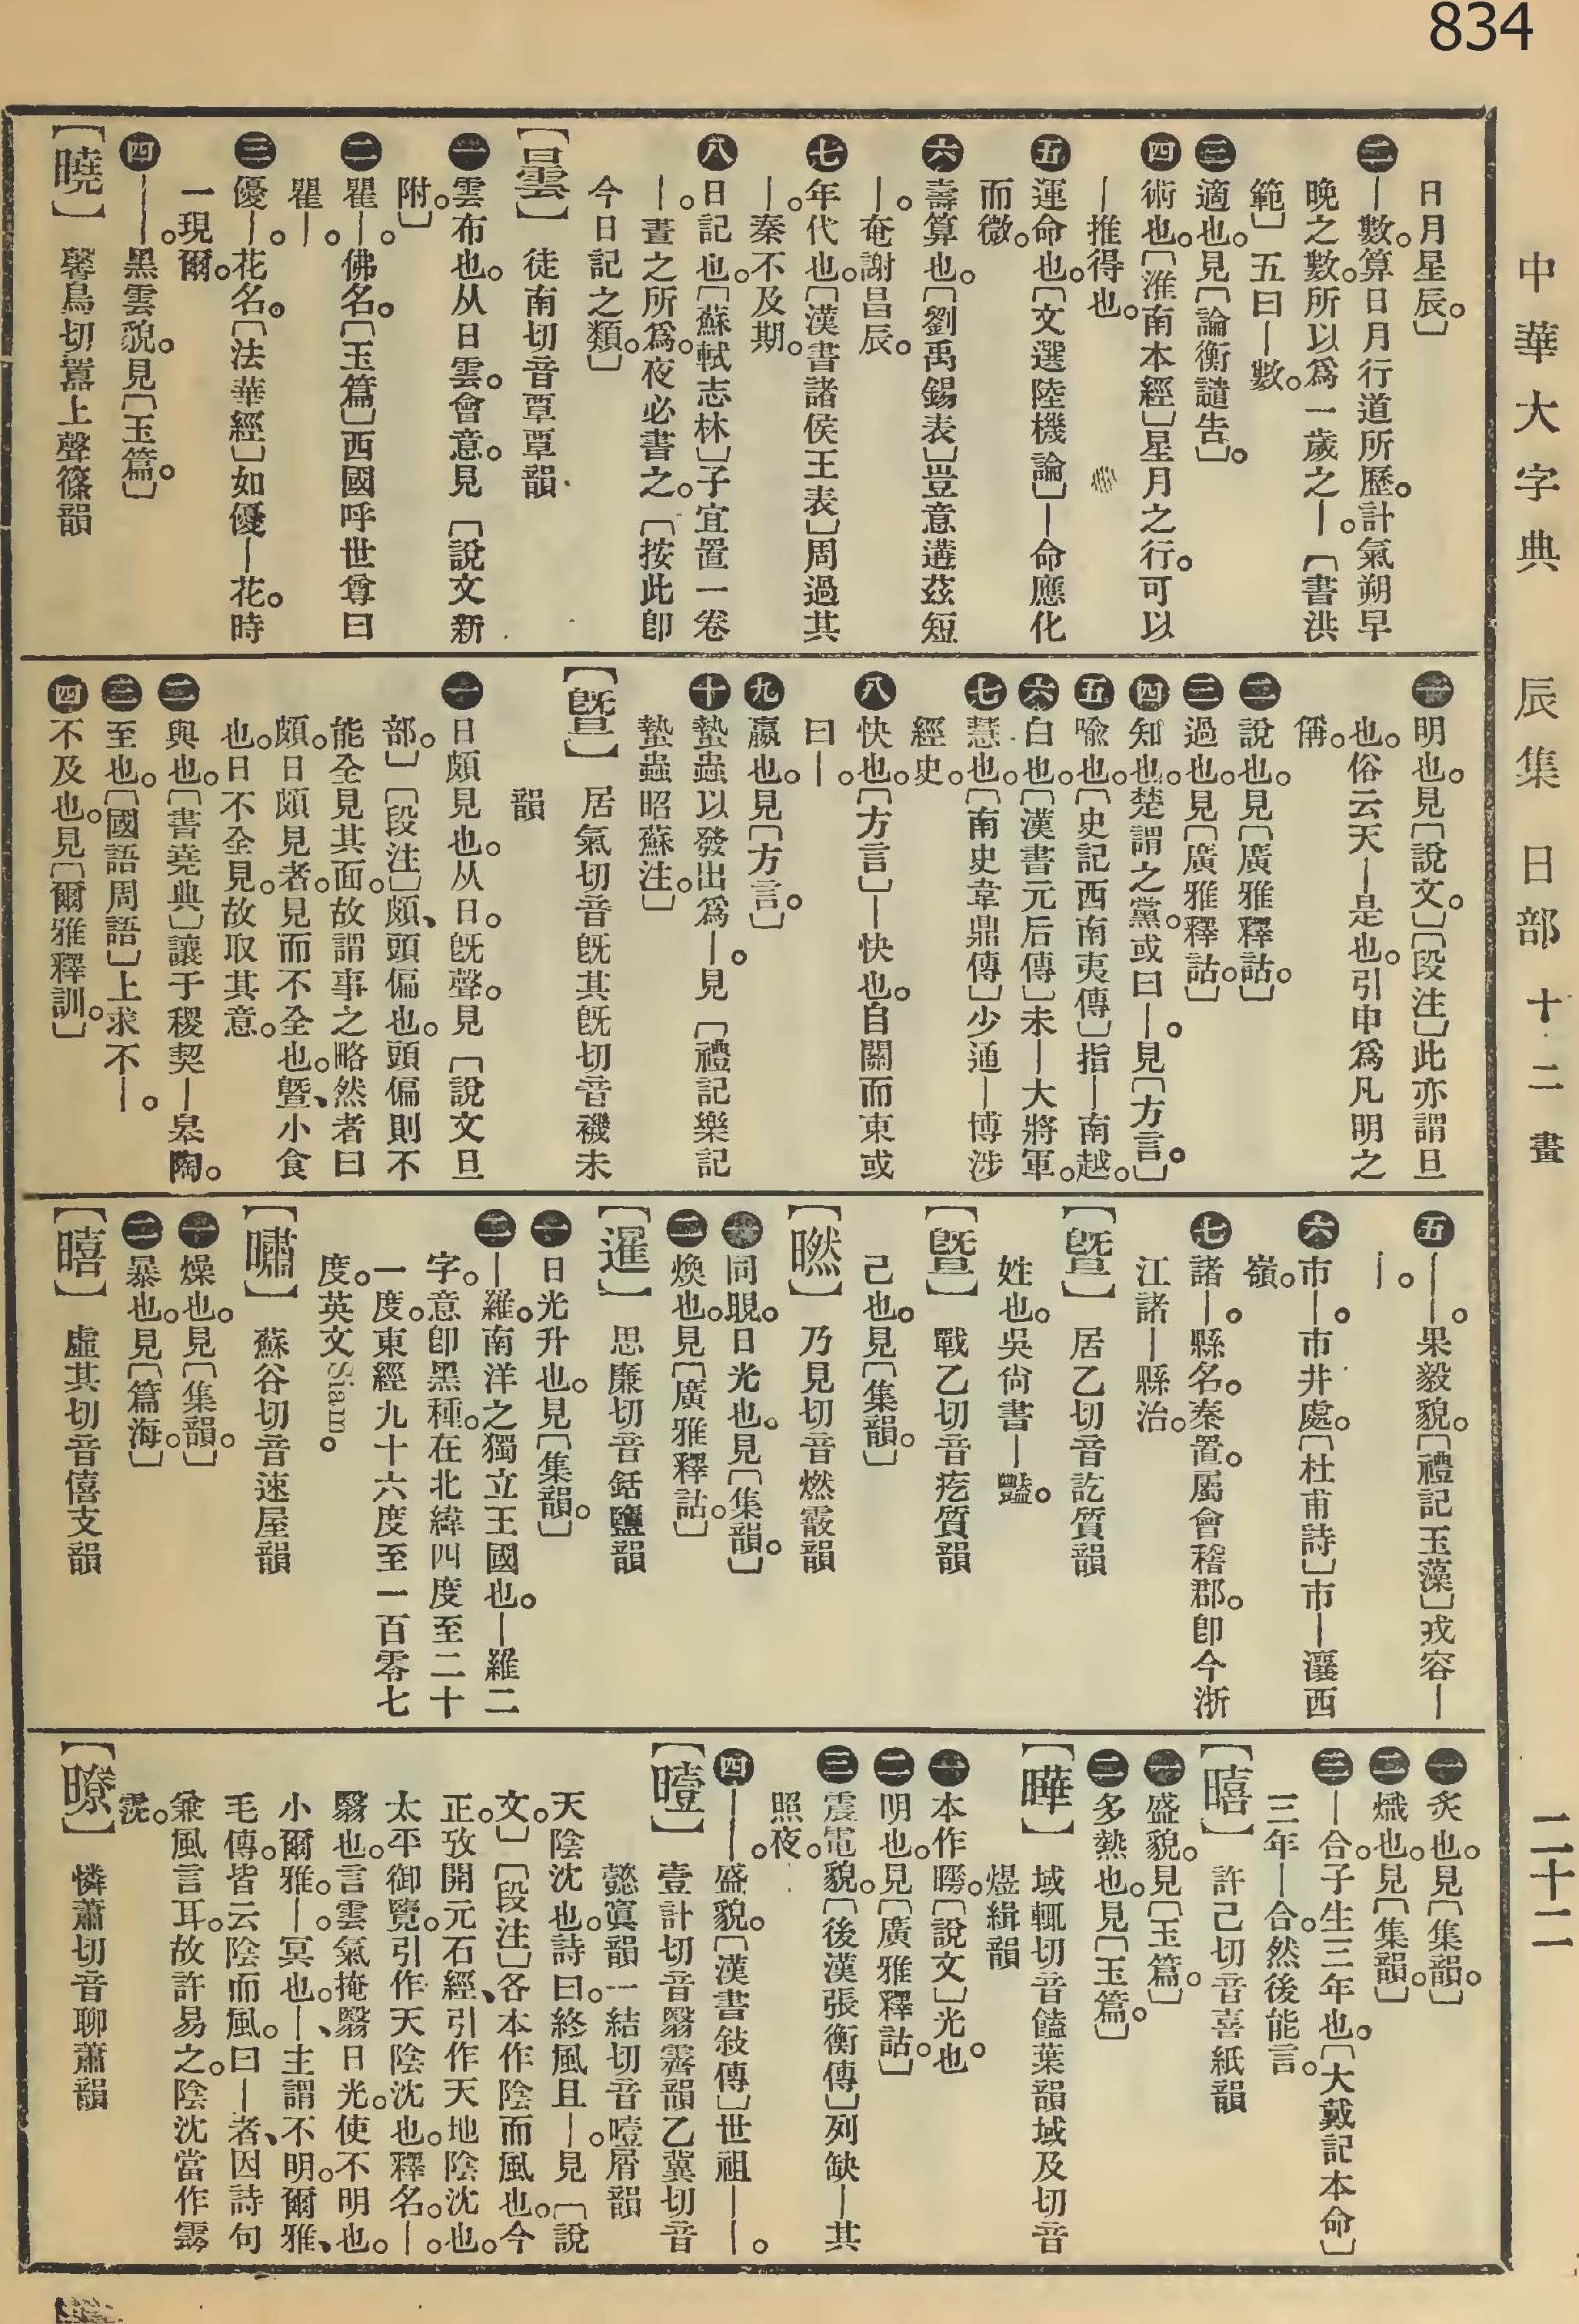 834
中華大字典 辰集 日部 十二畫 二十二
日月星辰。〕
㊁｜數。算日月行道所歷。計氣朔早
晚之數。所以爲一歲之｜。〔書洪
範〕五曰｜數。
㊂適也。見〔論衡譴告〕。
㊃術也。〔淮南本經〕星月之行。可以
｜推得也。
㊄運命也。〔文選陸機論〕｜命應化
而微。
㊅壽算也。〔劉禹錫表〕豈意遘茲短
｜。奄謝昌辰。
㊆年代也。〔漢書諸侯王表〕周過其
｜。秦不及期。
㊇日記也。〔蘇軾志林〕子宜置一卷
｜。晝之所爲。夜必書之。〔按此卽
今日記之類。〕
〔曇〕 徒南切音覃覃韻
㊀雲布也。从日雲。會意。見〔說文新
附。〕
㊁瞿｜。佛名。〔玉篇〕西國呼世尊曰
瞿｜。
㊂優｜。花名。〔法華經〕如優｜花。時
一現爾。
㊃｜｜。黑雲貌。見〔玉篇。〕
〔曉〕 馨鳥切囂上聲篠韻
㊀明也。見〔說文。〕〔段注〕此亦謂旦
也。俗云天｜是也。引申爲凡明之
偁。
㊁說也。見〔廣雅釋詁。〕
㊂過也。見〔廣雅釋詁。〕
㊃知也。楚謂之黨。或曰｜。見〔方言。〕
㊄喩也。〔史記西南夷傳〕指｜南越。
㊅白也。〔漢書元后傳〕未｜大將軍。
㊆慧也。〔南史韋鼎傳〕少通｜博涉
經史。
㊇快也。〔方言〕｜快也。自關而東或
曰｜。
㊈嬴也。見〔方言。〕
㊉蟄蟲以發出爲｜。見〔禮記樂記
蟄蟲昭蘇注。〕
〔曁〕 居氣切音旣其旣切音禨未
韻
㊀日頗見也。从日。旣聲。見〔說文旦
部。〕〔段注〕頗、頭偏也。頭偏則不
能全見其面。故謂事之略然者曰
頗。日頗見者。見而不全也。曁、小食
也。日不全見。故取其意。
㊁與也。〔書堯典〕讓于稷契｜皋陶。
㊂至也。〔國語周語〕上求不｜。
㊃不及也。見〔爾雅釋訓。〕
㊄｜｜。果毅貌。〔禮記玉藻〕戎容｜
｜。
㊅市｜。市井處。〔杜甫詩〕市｜瀼西
嶺。
㊆諸｜。縣名。秦置。屬會稽郡。卽今浙
江諸｜縣治。
〔曁〕 居乙切音訖質韻
姓也。吳尙書｜豔。
〔曁〕 戰乙切音疙質韻
己也。見〔集韻。〕
〔㬗〕 乃見切音燃霰韻
㊀同晛。日光也。見〔集韻。〕
㊁煥也。見〔廣雅釋詁。〕
〔暹〕 思廉切音銛鹽韻
㊀日光升也。見〔集韻。〕
㊁｜羅。南洋之獨立王國也。｜羅二
字。意卽黑種。在北緯四度至二十
一度。東經九十六度至一百零七
度。英文Siam。
〔㬘〕 蘇谷切音速屋韻
㊀燥也。見〔集韻。〕
㊁暴也。見〔篇海。〕
〔暿〕 虛其切音僖支韻
㊀炙也。見〔集韻。〕
㊁熾也。見〔集韻。〕
㊂｜合。子生三年也。〔大戴記本命〕
三年｜合。然後能言。
〔暿〕 許己切音喜紙韻
㊀盛貌。見〔玉篇。〕
㊁多熱也。見〔玉篇。〕
〔曄〕 域輒切音饁葉韻域及切音
煜緝韻
㊀本作㬫。〔說文〕光也。
㊁明也。見〔廣雅釋詁。〕
㊂震電貌。〔後漢張衡傳〕列缺｜其
照夜。
㊃｜｜。盛貌。〔漢書敍傳〕世祖｜｜。
〔曀〕 壹計切音翳霽韻乙冀切音
懿寘韻一結切音噎屑韻
天陰沈也。詩曰。終風且｜。見〔說
文。〕〔段注〕各本作陰而風也。今
正。攷開元石經、引作天地陰沈也。
太平御覽。引作天陰沈也。釋名。｜。
翳也。言雲氣掩翳日光。使不明也。
小爾雅。｜。冥也。｜、主謂不明。爾雅、
毛傳。皆云陰而風。曰｜者、因詩句
兼風言耳。故許易之。陰沈當作霒
霃。
〔暸〕 憐蕭切音聊蕭韻